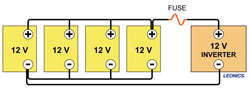 FUSE
12 V
12 V
12 V
12 V
12 V
INVERTER
LEONICS